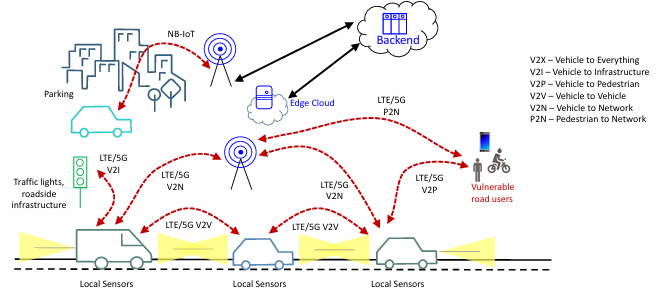 NB-IoT
Backend
Parking
Edge Cloud
V2X – Vehicle to Everything
V2I – Vehicle to Infrastructure
V2P – Vehicle to Pedestrian
V2V – Vehicle to Vehicle
V2N – Vehicle to Network
P2N – Pedestrian to Network
LTE/5G
P2N
LTE/5G
V2I
Traffic lights,
roadside
infrastructure
LTE/5G
V2N
LTE/5G
V2N
LTE/5G
V2P
Vulnerable
road users
LTE/5G V2V
LTE/5G V2V
Local Sensors
Local Sensors
Local Sensors